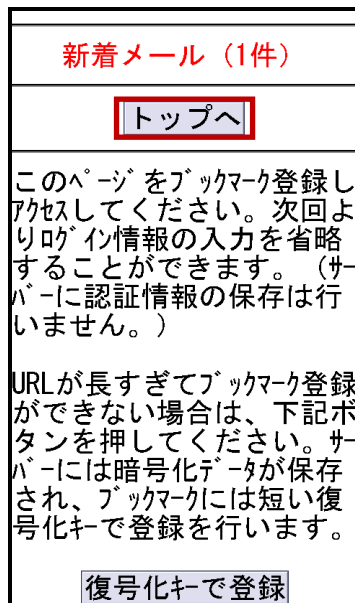 新着メール（1件）
トップへ
このﾍﾟｰｼﾞをﾌﾞｯｸﾏｰｸ登録し
ｱｸｾｽしてください。次回よ
りﾛｸﾞｲﾝ情報の入力を省略
することができます。（ｻｰ
ﾊﾞｰに認証情報の保存は行
いません。）
URLが長すぎてﾌﾞｯｸﾏｰｸ登録
ができない場合は、下記ボ
タンを押してください。ｻｰ
ﾊﾞｰには暗号化ﾃﾞｰﾀが保存
され、ﾌﾞｯｸﾏｰｸには短い復
号化ｷｰで登録を行います。
復号化ｷｰで登録